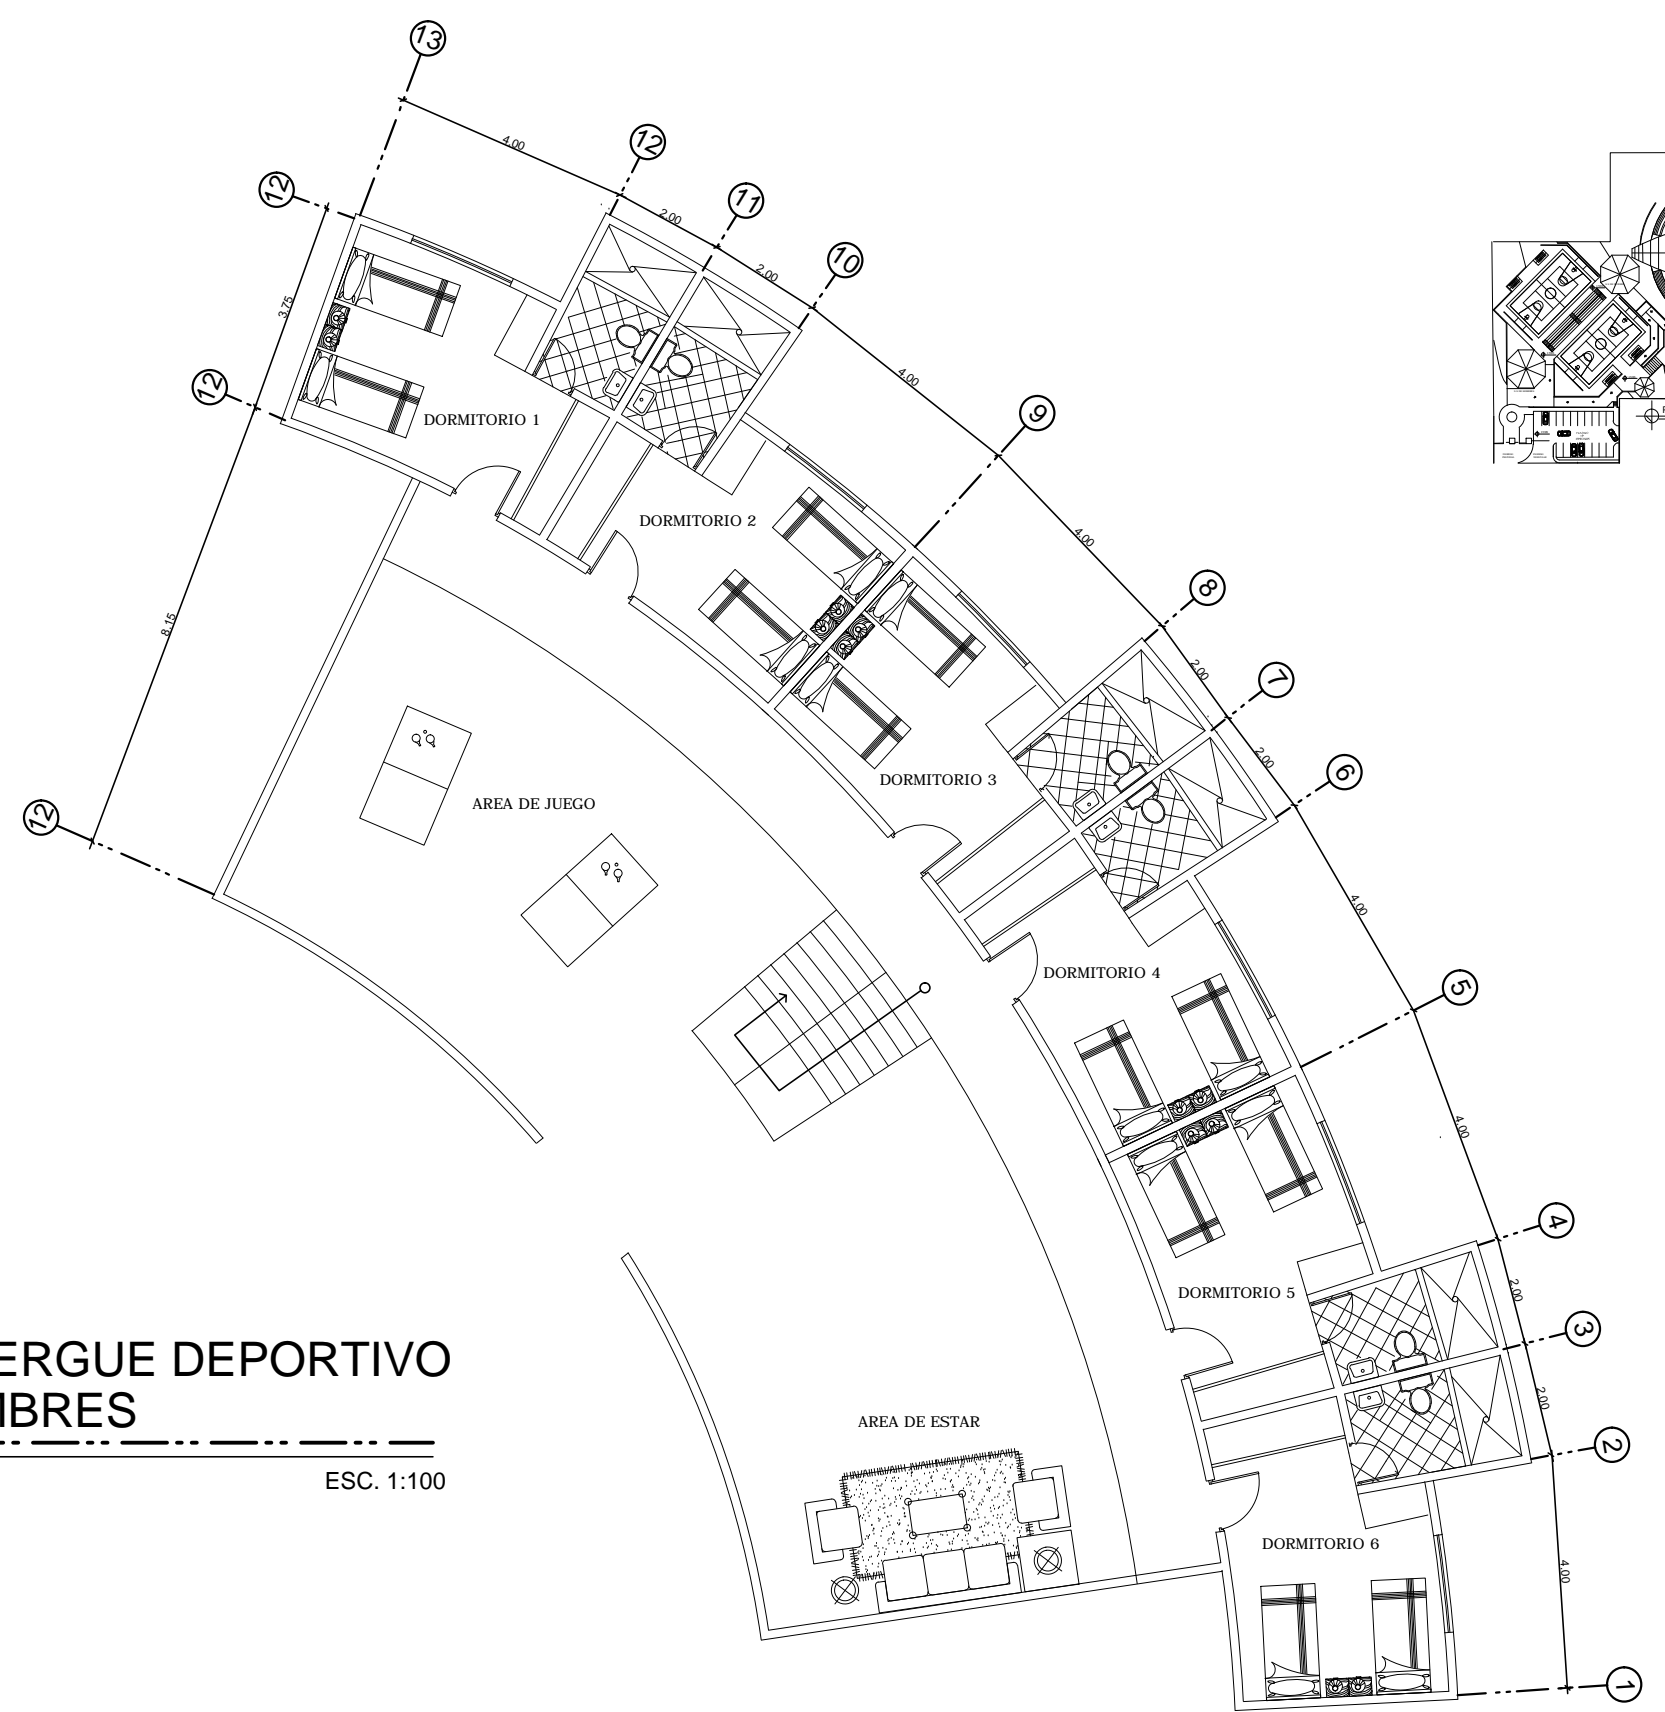 13
4.00
12
12
2.00
11
2.00
10
3.75
4.00
12
9
DORMITORIO 1
DORMITORIO 2
4.00
8
8.15
2.00
7
2.00
6
DORMITORIO 3
AREA DE JUEGO
12
4.00
DORMITORIO 4
5
4.00
4
DORMITORIO 5
2.00
3
ERGUE DEPORTIVO
MBRES
2.00
AREA DE ESTAR
2
ESC. 1:100
DORMITORIO 6
4.00
1